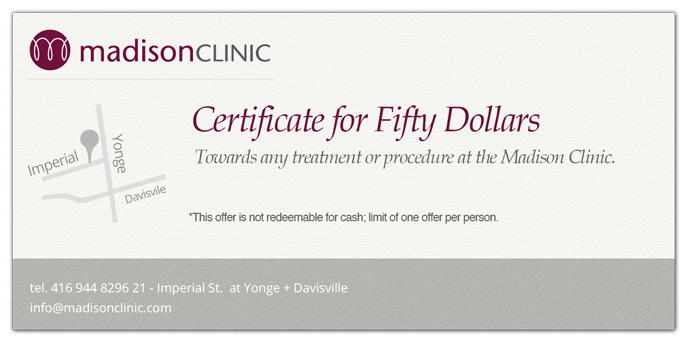 madisonCLINIC
Certificate for Fifty Dollars
Towards any treatment or procedure at the Madison Clinic.
Imperial
Yonge
Davisvile
*This offer is not redeemable for cash; limit of one offer per person.
tel. 416 944 8296 21 - Imperial St. at Yonge + Davisville
info@madisonclinic.com